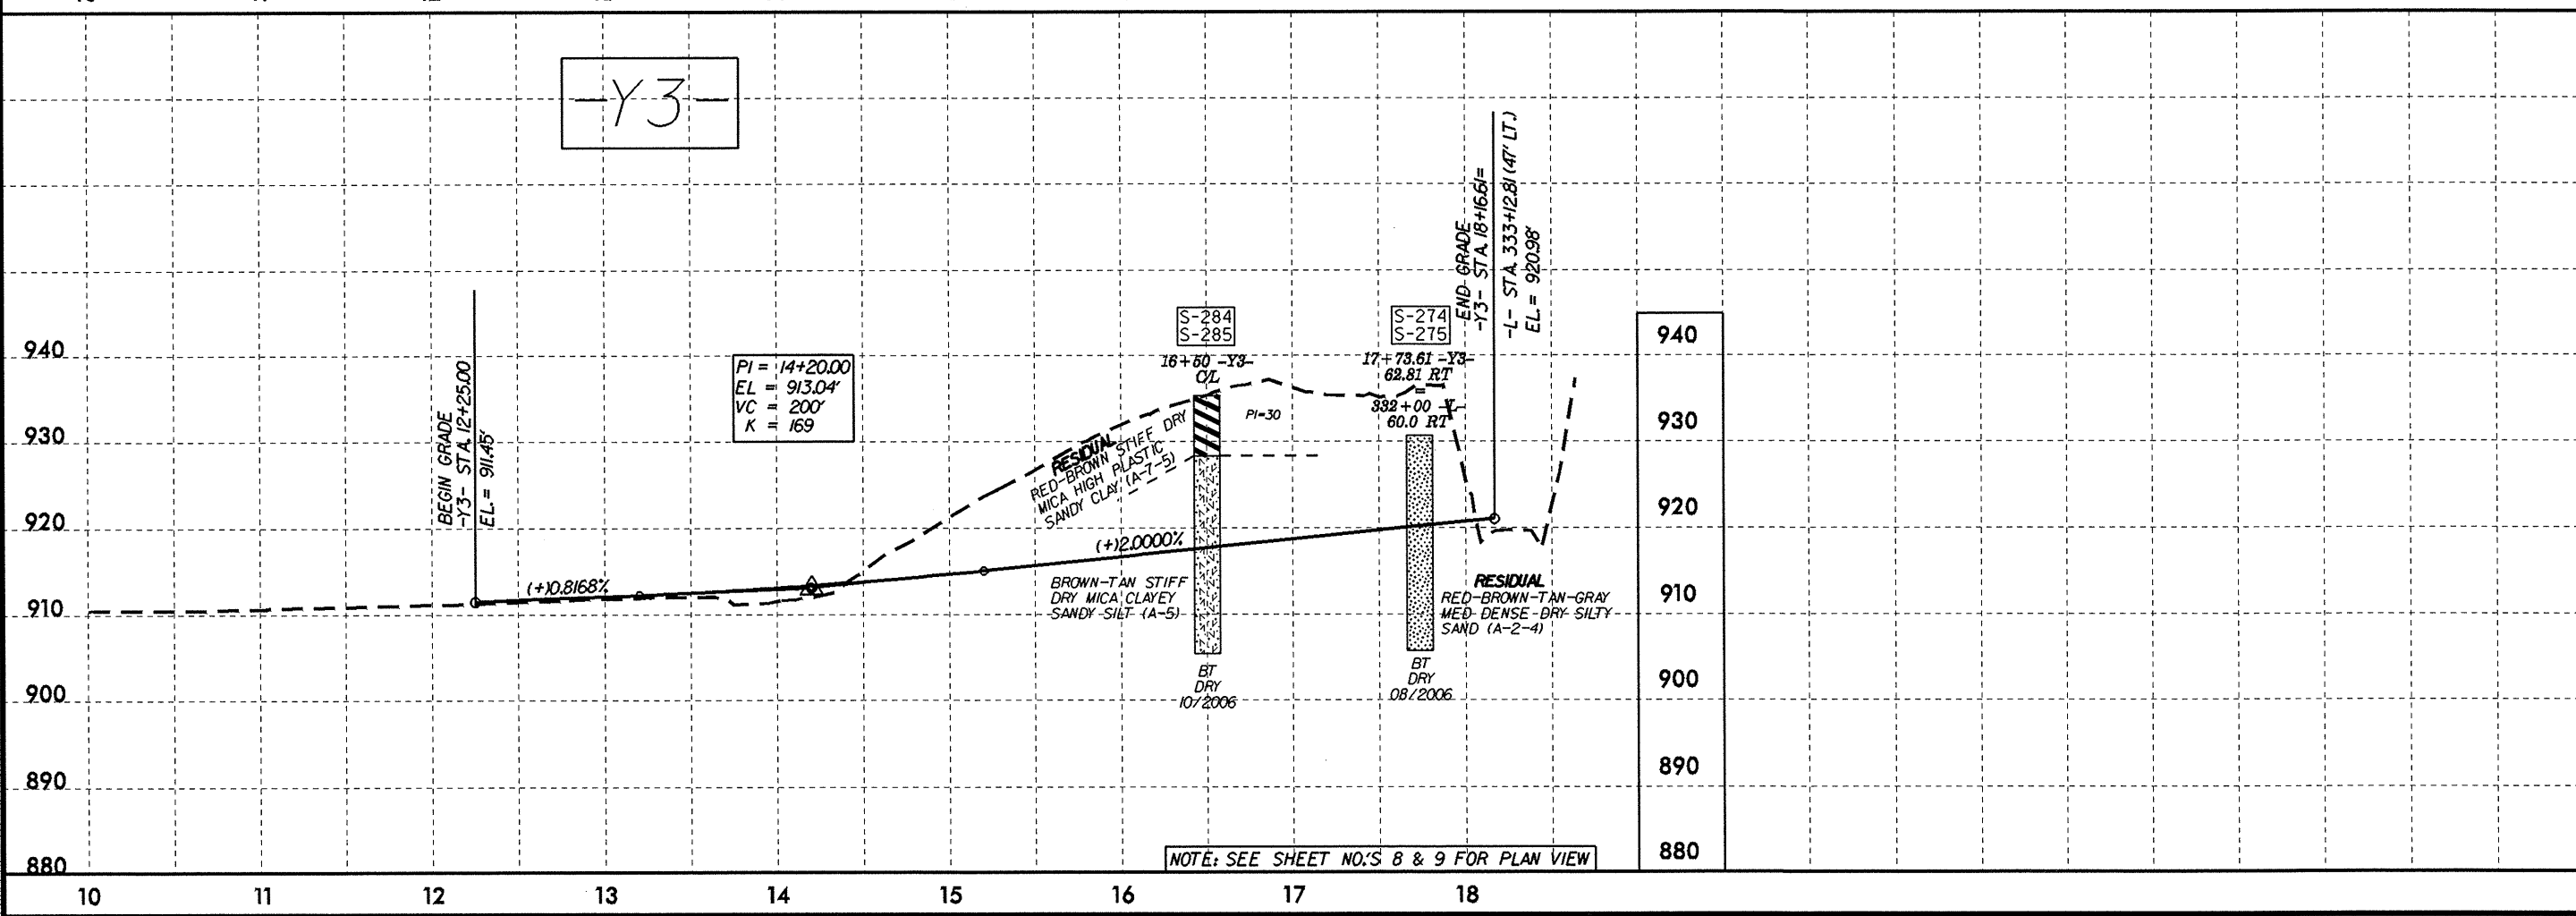 -Y3-
BEGIN GRADE
-Y3- STA. 12+25.00
EL = 911.45'
PI = 14+20.00
EL = 913.04'
VC = 200'
K = 169
S-284
S-285
16+50 -Y3-
C/L
S-274
S-275
17+73.61 -Y3-
62.81 RT
=
332+00 -L-
60.0 RT
END GRADE
-Y3- STA. 18+16.61=
-L- STA. 333+12.81 (47' LT.)
EL. = 920.98'
PI=30
RESIDUAL
RED-BROWN STIFF DRY
MICA HIGH PLASTIC
SANDY CLAY (A-7-5)
(+)0.8168%
(+)2.0000%
BROWN-TAN STIFF
DRY MICA CLAYEY
SANDY SILT (A-5)
RESIDUAL
RED-BROWN-TAN-GRAY
MED DENSE DRY SILTY
SAND (A-2-4)
BT
DRY
10/2006
BT
DRY
08/2006
940
930
920
910
900
890
880
940
930
920
910
900
890
880
NOTE: SEE SHEET NO.'S 8 & 9 FOR PLAN VIEW
10 11 12 13 14 15 16 17 18